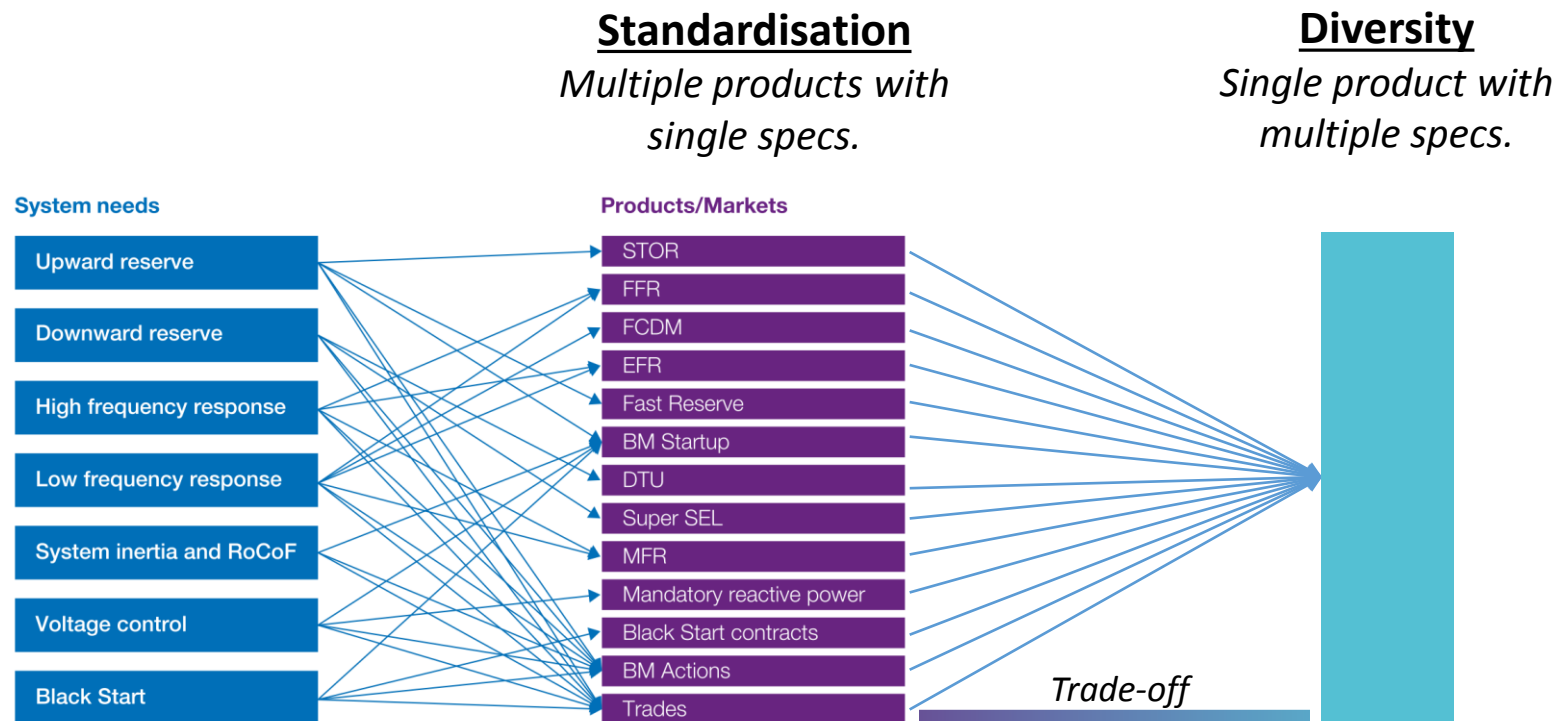 Standardisation
Multiple products with
single specs.
Diversity
Single product with
multiple specs.
System needs
Upward reserve
Downward reserve
High frequency response
Low frequency response
System inertia and RoCoF
Voltage control
Black Start
Products/Markets
STOR
FFR
FCDM
EFR
Fast Reserve
BM Startup
DTU
Super SEL
MFR
Mandatory reactive power
Black Start contracts
BM Actions
Trades
Trade-off